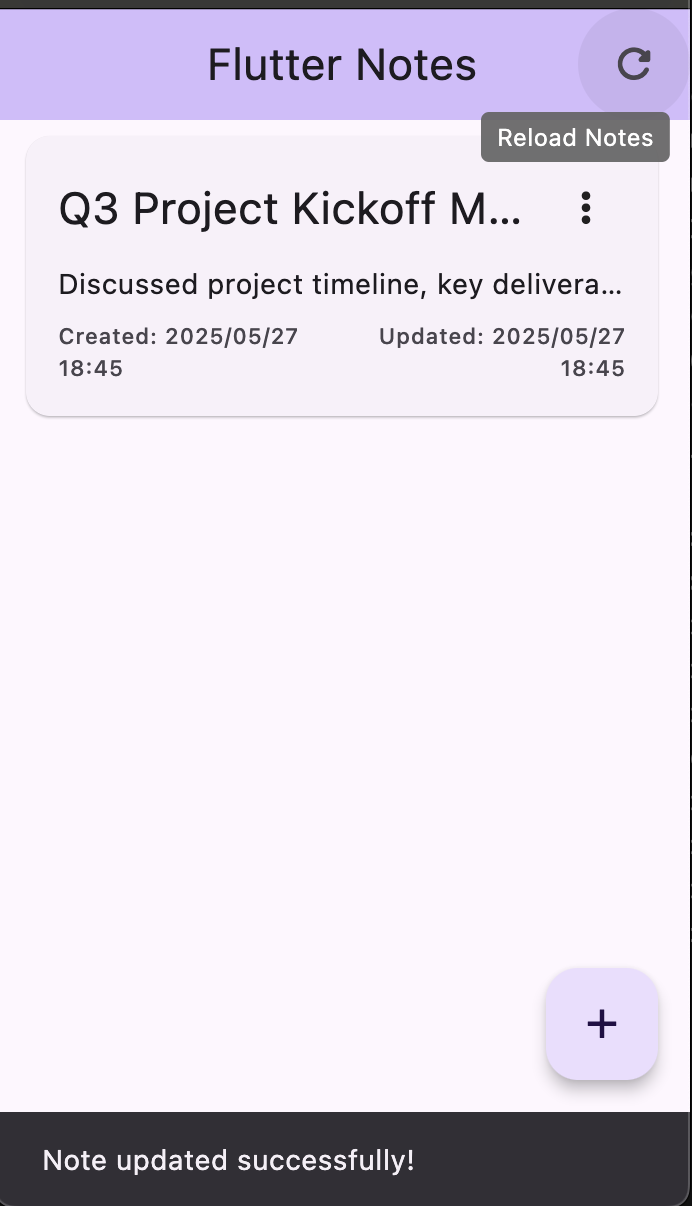 Flutter Notes
Reload Notes
Q3 Project Kickoff M...
Discussed project timeline, key delivera...
Created: 2025/05/27
18:45
Updated: 2025/05/27
18:45
+
Note updated successfully!